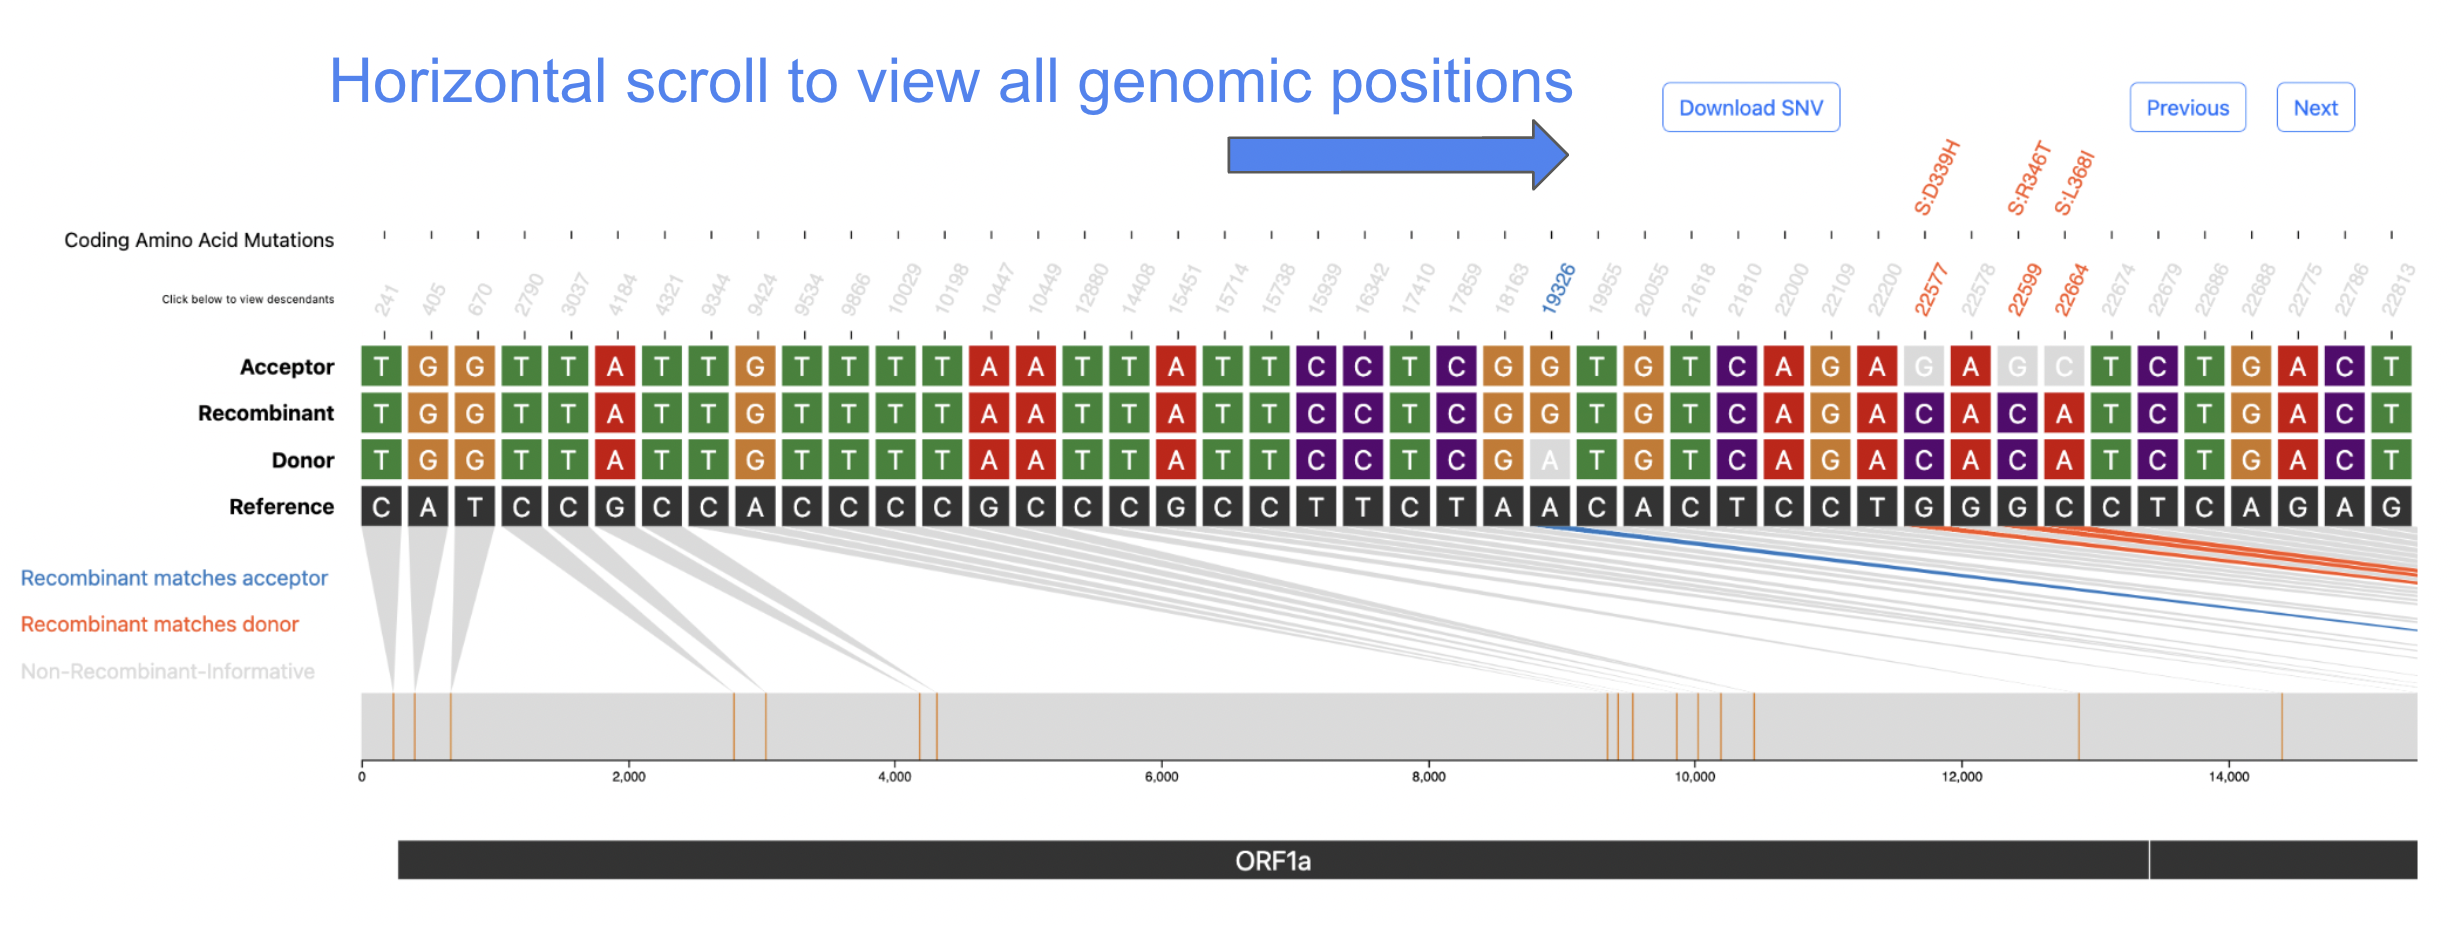 Horizontal scroll to view all genomic positions
Download SNV
Previous
Next
S:D339H
S:R346T
S:L368I
Coding Amino Acid Mutations
Click below to view descendants
241 405 670 2790 3037 4184 4321 9344 9424 9534 9866 10029 10198 10447 10449 12880 14408 15451 15714 15738 15939 16342 17410 17859 18163 19326 19955 20055 21618 21810 22000 22109 22200 22577 22578 22599 22664 22674 22679 22686 22688 22775 22786 22813
Acceptor T G G T T A T T G T T T T A A T T A T T C C T C G G T G T C A G A G A G C T C T G A C T
Recombinant T G G T T A T T G T T T T A A T T A T T C C T C G G T G T C A G A C A C A T C T G A C T
Donor T G G T T A T T G T T T T A A T T A T T C C T C G A T G T C A G A C A C A T C T G A C T
Reference C A T C C G C C A C C C C G C C C G C C T T C T A A C A C T C C T G G G C C T C A G A G
Recombinant matches acceptor
Recombinant matches donor
Non-Recombinant-Informative
0 2,000 4,000 6,000 8,000 10,000 12,000 14,000
ORF1a